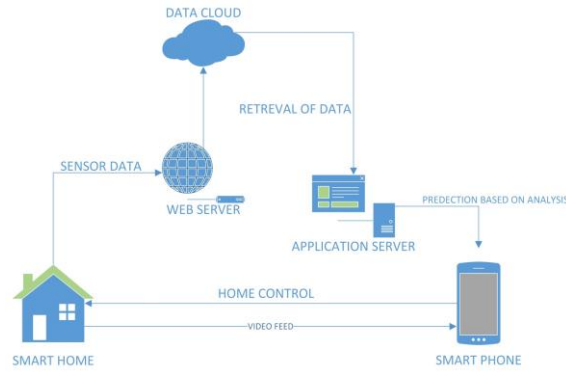 DATA CLOUD
RETREVAL OF DATA
SENSOR DATA
WEB SERVER
PREDECTION BASED ON ANALYSIS
APPLICATION SERVER
HOME CONTROL
VIDEO FEED
SMART HOME
SMART PHONE